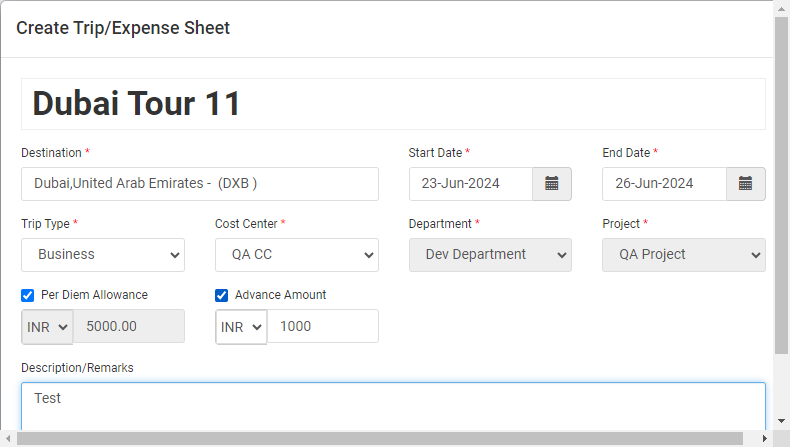 Create Trip/Expense Sheet
Dubai Tour 11
Destination * Start Date * End Date *
Dubai,United Arab Emirates - (DXB ) 23-Jun-2024 26-Jun-2024
Trip Type * Cost Center * Department * Project *
Business QA CC Dev Department QA Project
Per Diem Allowance Advance Amount
INR 5000.00 INR 1000
Description/Remarks
Test